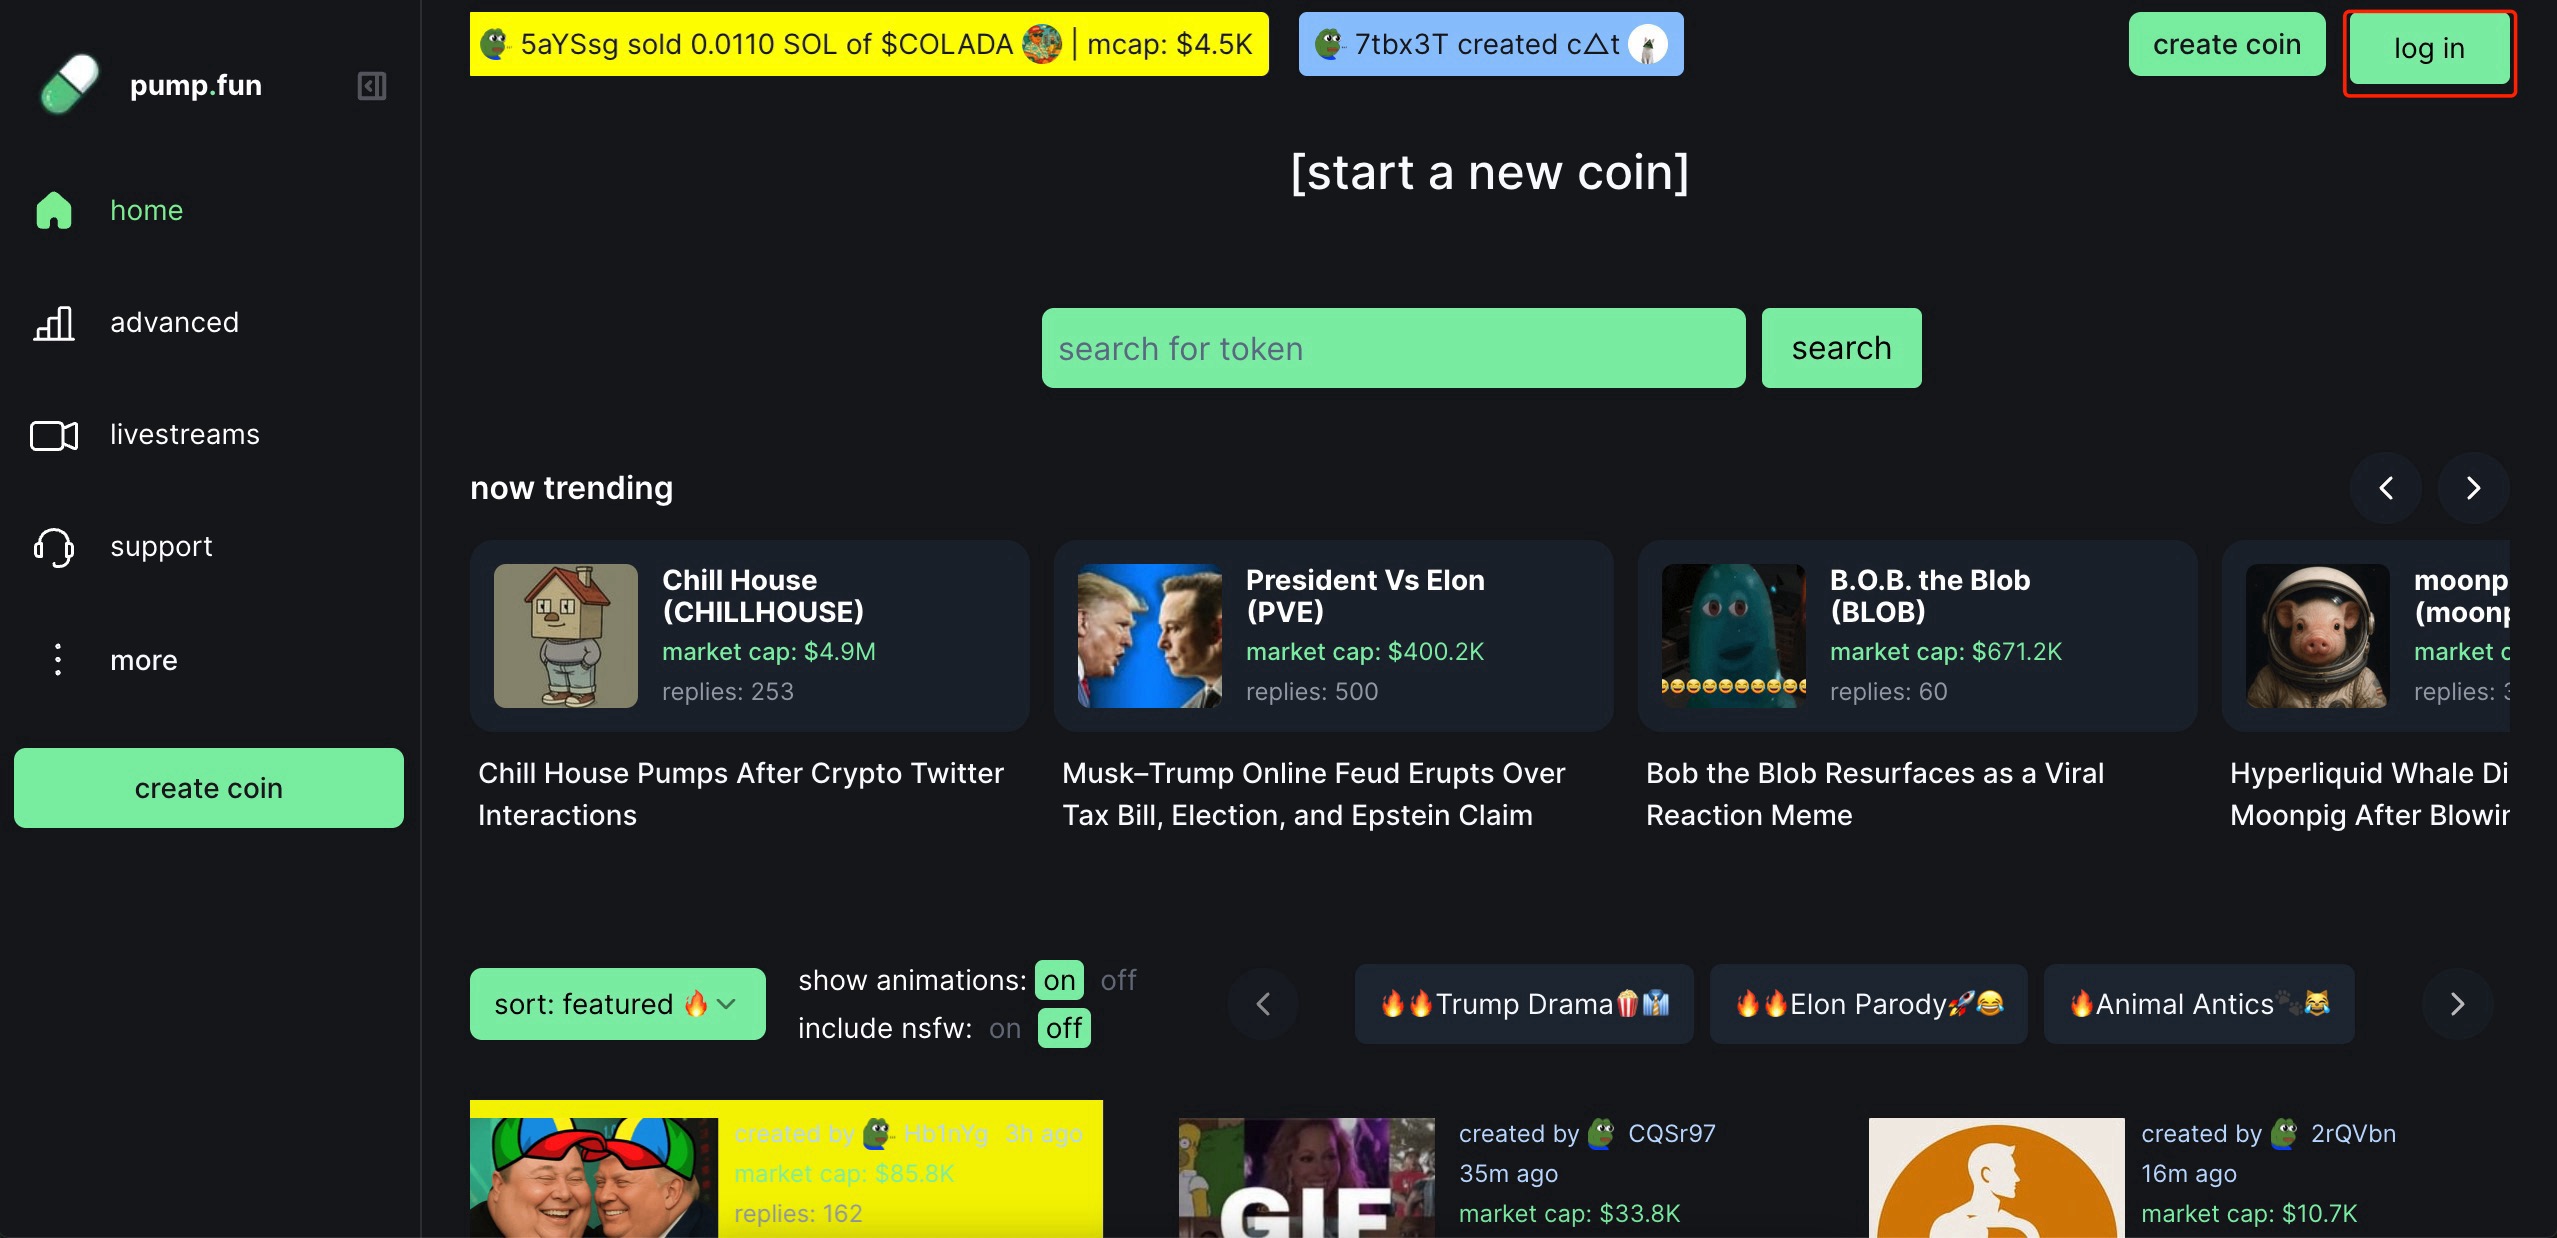 pump.fun
home
advanced
livestreams
support
more
create coin
5aYSsg sold 0.0110 SOL of $COLADA | mcap: $4.5K
7tbx3T created c△t
create coin
log in
[start a new coin]
search for token
search
now trending
Chill House
(CHILLHOUSE)
market cap: $4.9M
replies: 253
Chill House Pumps After Crypto Twitter
Interactions
President Vs Elon
(PVE)
market cap: $400.2K
replies: 500
Musk–Trump Online Feud Erupts Over
Tax Bill, Election, and Epstein Claim
B.O.B. the Blob
(BLOB)
market cap: $671.2K
replies: 60
Bob the Blob Resurfaces as a Viral
Reaction Meme
moonp
(moonp
market c
replies: 3
Hyperliquid Whale Di
Moonpig After Blowin
sort: featured 🔥
show animations: on off
include nsfw: on off
🔥🔥Trump Drama🍿👔
🔥🔥Elon Parody🚀😂
🔥Animal Antics🐾😹
created by Hb1nYg 3h ago
market cap: $85.8K
replies: 162
GIF
created by CQSr97
35m ago
market cap: $33.8K
created by 2rQVbn
16m ago
market cap: $10.7K